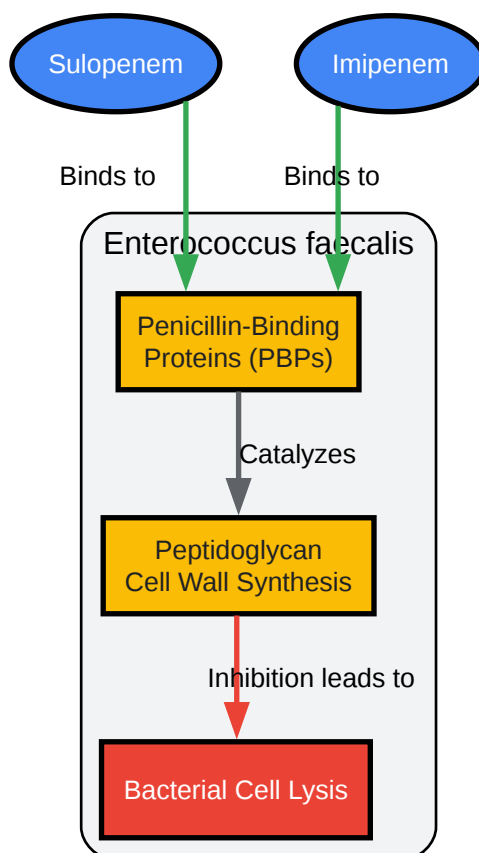 Sulopenem
Imipenem
Binds to
Binds to
Enterococcus faecalis
Penicillin-Binding
Proteins (PBPs)
Catalyzes
Peptidoglycan
Cell Wall Synthesis
Inhibition leads to
Bacterial Cell Lysis